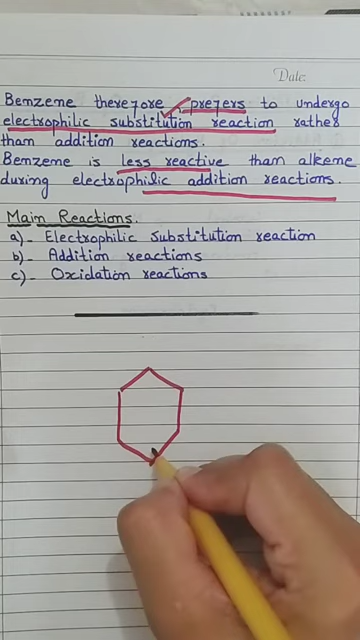 Date:
Benzene therefore prefers to undergo
electrophilic substitution reaction rather
than addition reactions.
Benzene is less reactive than alkene
during electrophilic addition reactions.
Main Reactions.
a)- Electrophilic Substitution reaction
b)- Addition reactions
c)- Oxidation reactions